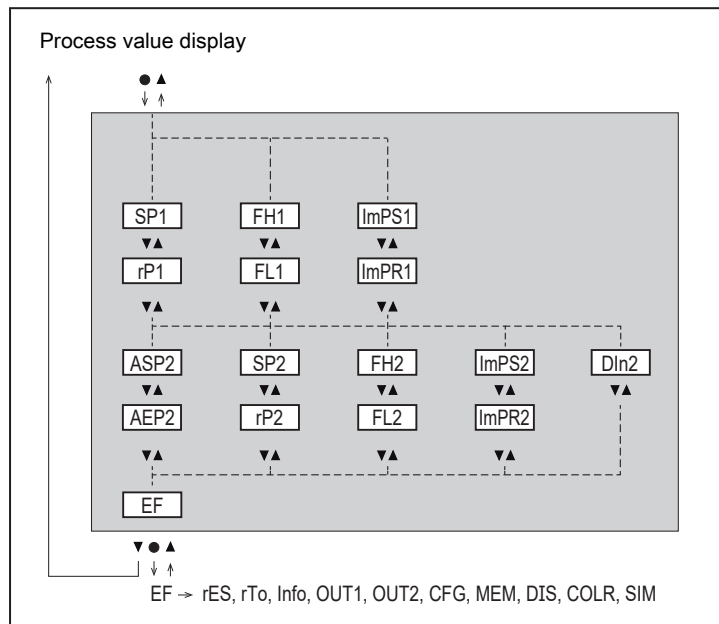 Process value display
SP1 FH1 ImPS1
rP1 FL1 ImPR1
ASP2 SP2 FH2 ImPS2 DIn2
AEP2 rP2 FL2 ImPR2
EF
EF → rES, rTo, Info, OUT1, OUT2, CFG, MEM, DIS, COLR, SIM